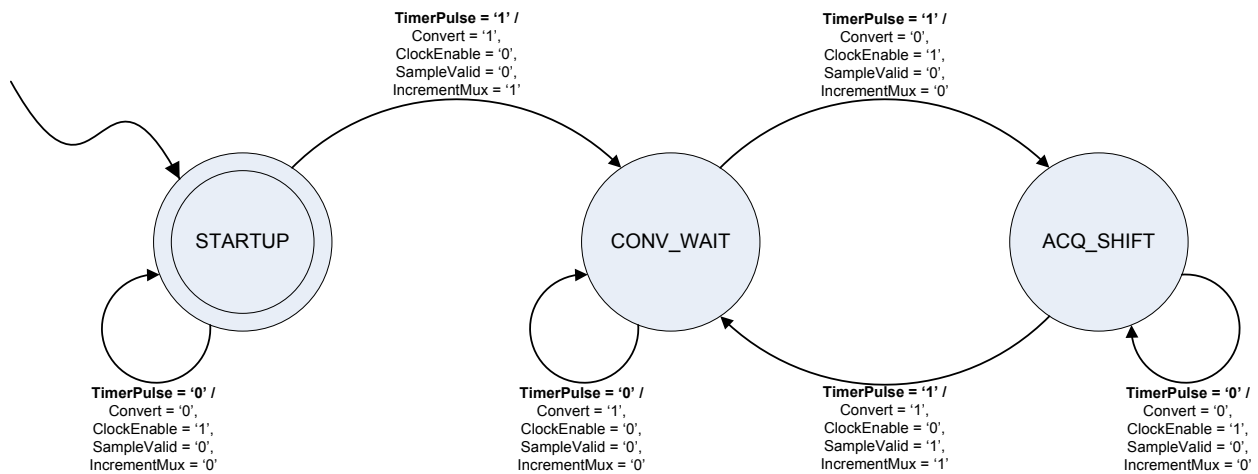 TimerPulse = ‘1’ /
Convert = ‘1’,
ClockEnable = ‘0’,
SampleValid = ‘0’,
IncrementMux = ‘1’
TimerPulse = ‘1’ /
Convert = ‘0’,
ClockEnable = ‘1’,
SampleValid = ‘0’,
IncrementMux = ‘0’
STARTUP
CONV_WAIT
ACQ_SHIFT
TimerPulse = ‘0’ /
Convert = ‘0’,
ClockEnable = ‘1’,
SampleValid = ‘0’,
IncrementMux = ‘0’
TimerPulse = ‘0’ /
Convert = ‘1’,
ClockEnable = ‘0’,
SampleValid = ‘0’,
IncrementMux = ‘0’
TimerPulse = ‘1’ /
Convert = ‘1’,
ClockEnable = ‘0’,
SampleValid = ‘1’,
IncrementMux = ‘1’
TimerPulse = ‘0’ /
Convert = ‘0’,
ClockEnable = ‘1’,
SampleValid = ‘0’,
IncrementMux = ‘0’